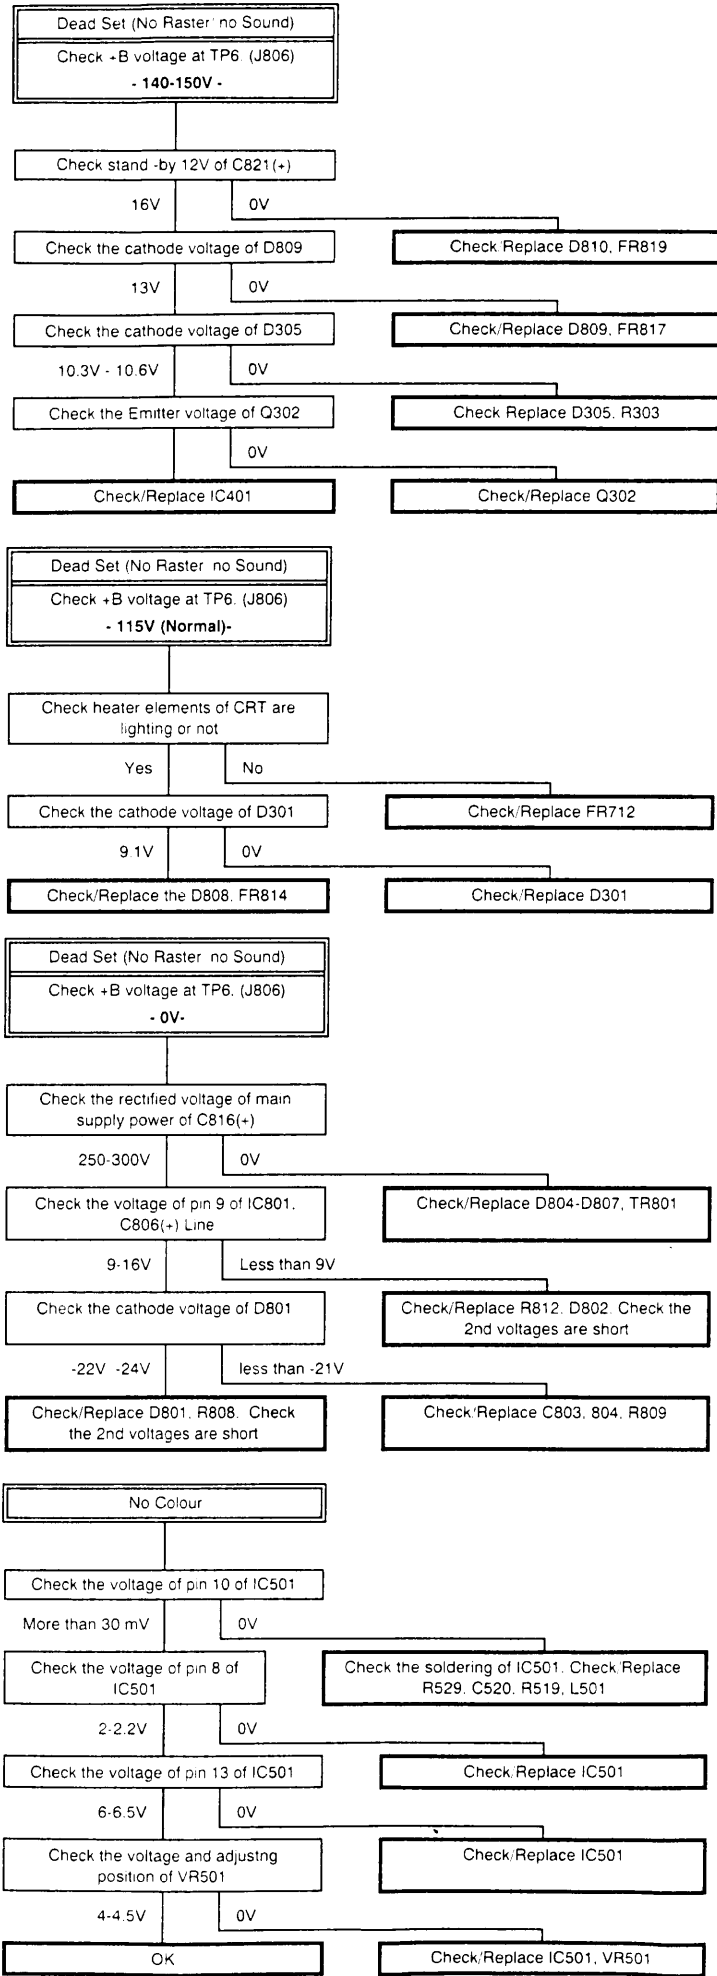 Dead Set (No Raster no Sound)
Check +B voltage at TP6. (J806)
- 140-150V -
Check stand -by 12V of C821(+)
16V
0V
Check the cathode voltage of D809
Check/Replace D810, FR819
13V
0V
Check the cathode voltage of D305
Check/Replace D809, FR817
10.3V - 10.6V
0V
Check the Emitter voltage of Q302
Check Replace D305. R303
0V
Check/Replace IC401
Check/Replace Q302
Dead Set (No Raster no Sound)
Check +B voltage at TP6. (J806)
- 115V (Normal)-
Check heater elements of CRT are
lighting or not
Yes
No
Check the cathode voltage of D301
Check/Replace FR712
9.1V
0V
Check/Replace the D808. FR814
Check/Replace D301
Dead Set (No Raster no Sound)
Check +B voltage at TP6. (J806)
- 0V-
Check the rectified voltage of main
supply power of C816(+)
250-300V
0V
Check the voltage of pin 9 of IC801,
C806(+) Line
Check/Replace D804-D807, TR801
9-16V
Less than 9V
Check the cathode voltage of D801
Check/Replace R812. D802. Check the
2nd voltages are short
-22V -24V
less than -21V
Check/Replace D801, R808. Check
the 2nd voltages are short
Check/Replace C803, 804, R809
No Colour
Check the voltage of pin 10 of IC501
More than 30 mV
0V
Check the voltage of pin 8 of
IC501
Check the soldering of IC501. Check/Replace
R529. C520. R519, L501
2-2.2V
0V
Check the voltage of pin 13 of IC501
Check/Replace IC501
6-6.5V
0V
Check the voltage and adjustng
position of VR501
Check/Replace IC501
4-4.5V
0V
OK
Check/Replace IC501, VR501